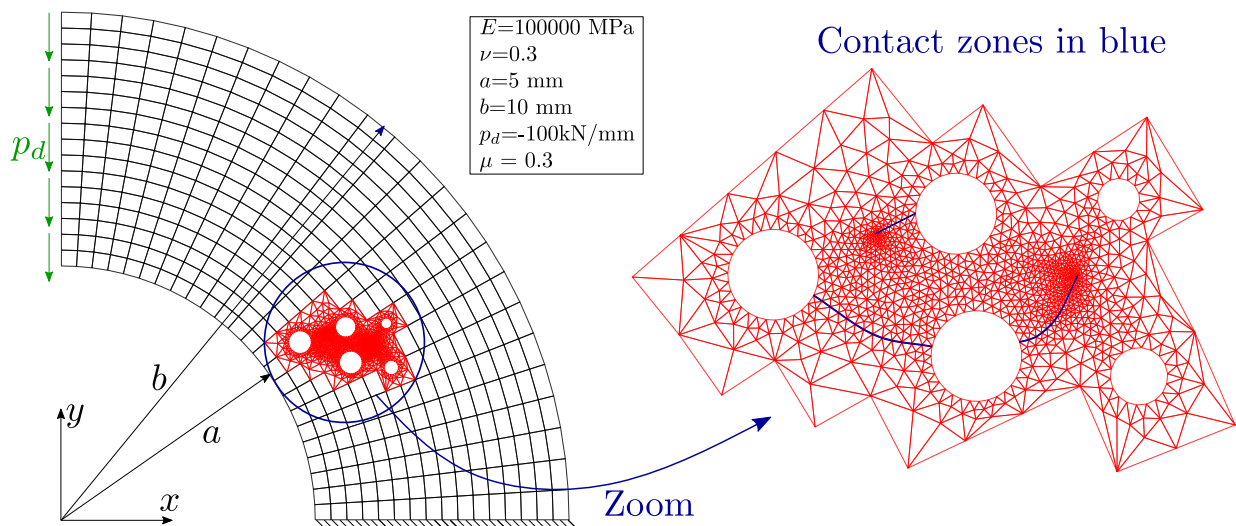 E=100000 MPa
ν=0.3
a=5 mm
b=10 mm
p_d=-100kN/mm
μ = 0.3
Contact zones in blue
p_d
b
a
y
x
Zoom